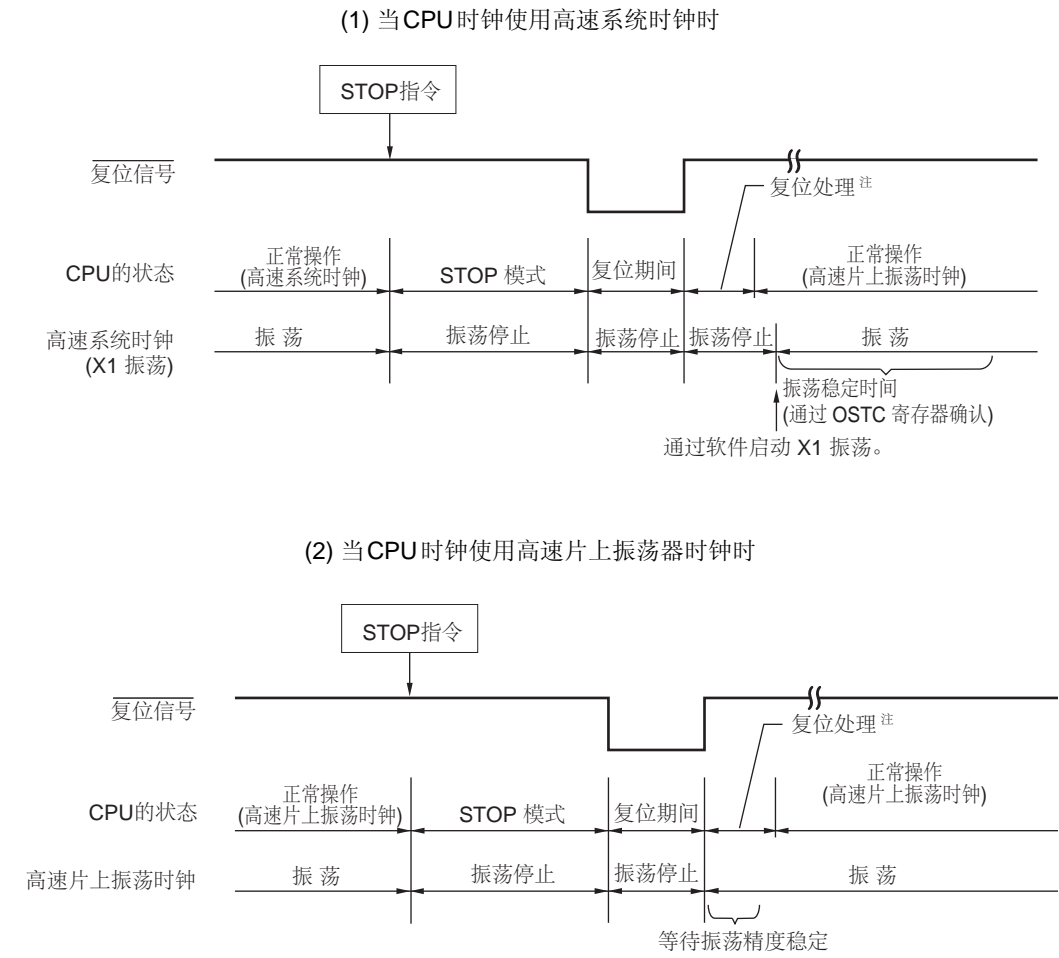 (1) 当CPU时钟使用高速系统时钟时
STOP指令
复位信号
复位处理注
CPU的状态
正常操作
(高速系统时钟)
STOP 模式
复位期间
正常操作
(高速片上振荡时钟)
高速系统时钟
(X1 振荡)
振 荡
振荡停止
振荡停止
振荡停止
振 荡
振荡稳定时间
(通过 OSTC 寄存器确认)
通过软件启动 X1 振荡。
(2) 当CPU时钟使用高速片上振荡器时钟时
STOP指令
复位信号
复位处理注
CPU的状态
正常操作
(高速片上振荡时钟)
STOP 模式
复位期间
正常操作
(高速片上振荡时钟)
高速片上振荡时钟
振 荡
振荡停止
振荡停止
振 荡
等待振荡精度稳定